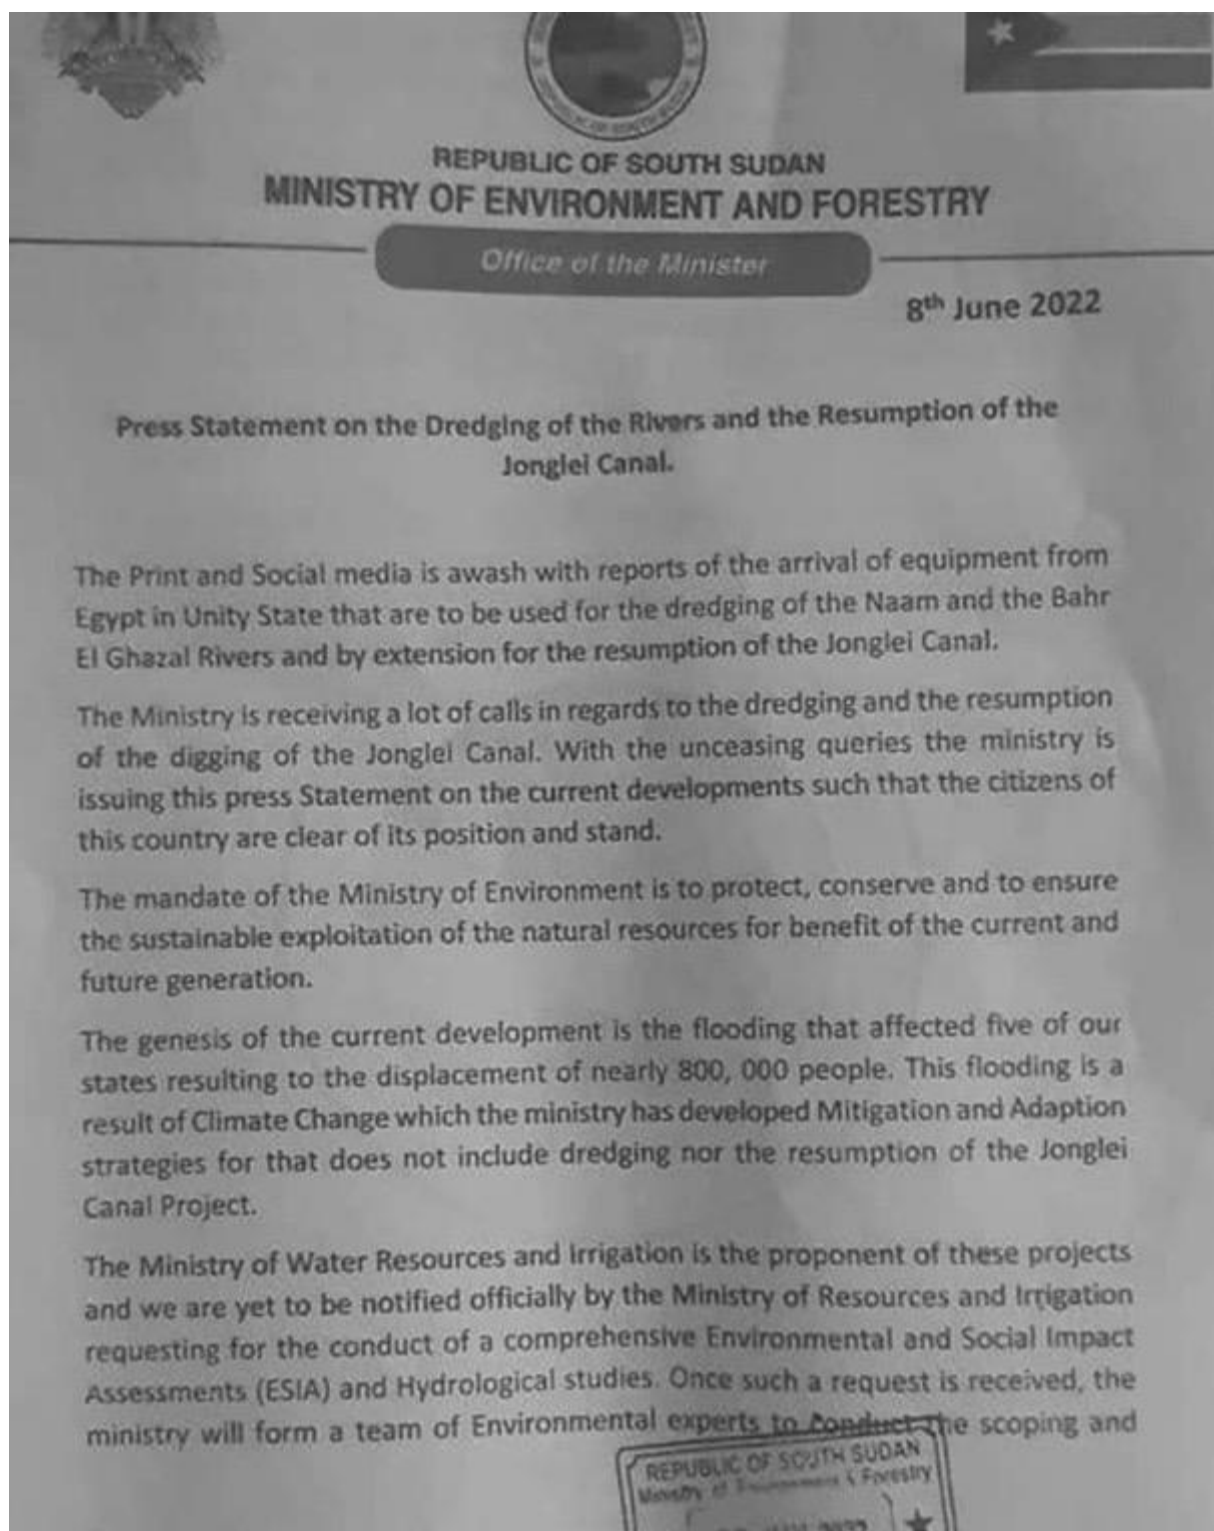 REPUBLIC OF SOUTH SUDAN
MINISTRY OF ENVIRONMENT AND FORESTRY
Office of the Minister
8th June 2022
Press Statement on the Dredging of the Rivers and the Resumption of the
Jonglei Canal.
The Print and Social media is awash with reports of the arrival of equipment from
Egypt in Unity State that are to be used for the dredging of the Naam and the Bahr
El Ghazal Rivers and by extension for the resumption of the Jonglei Canal.
The Ministry is receiving a lot of calls in regards to the dredging and the resumption
of the digging of the Jonglei Canal. With the unceasing queries the ministry is
issuing this press Statement on the current developments such that the citizens of
this country are clear of its position and stand.
The mandate of the Ministry of Environment is to protect, conserve and to ensure
the sustainable exploitation of the natural resources for benefit of the current and
future generation.
The genesis of the current development is the flooding that affected five of our
states resulting to the displacement of nearly 800, 000 people. This flooding is a
result of Climate Change which the ministry has developed Mitigation and Adaption
strategies for that does not include dredging nor the resumption of the Jonglei
Canal Project.
The Ministry of Water Resources and Irrigation is the proponent of these projects
and we are yet to be notified officially by the Ministry of Resources and Irrigation
requesting for the conduct of a comprehensive Environmental and Social Impact
Assessments (ESIA) and Hydrological studies. Once such a request is received, the
ministry will form a team of Environmental experts to conduct the scoping and
REPUBLIC OF SOUTH SUDAN
Ministry of Environment & Forestry
2022